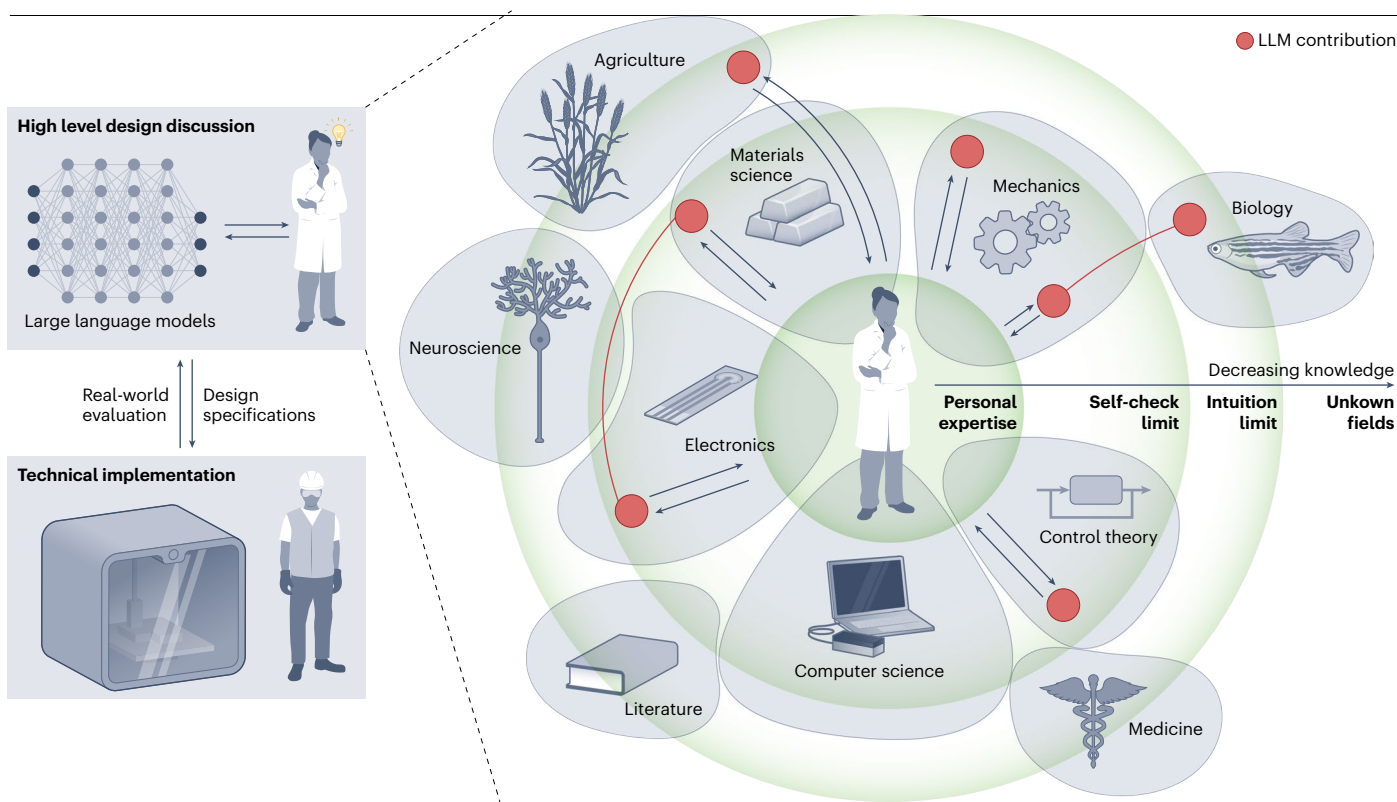 LLM contribution
High level design discussion
Large language models
Real-world
evaluation
Design
specifications
Technical implementation
Agriculture
Materials
science
Mechanics
Biology
Neuroscience
Electronics
Decreasing knowledge
Personal
expertise
Self-check
limit
Intuition
limit
Unkown
fields
Control theory
Computer science
Literature
Medicine